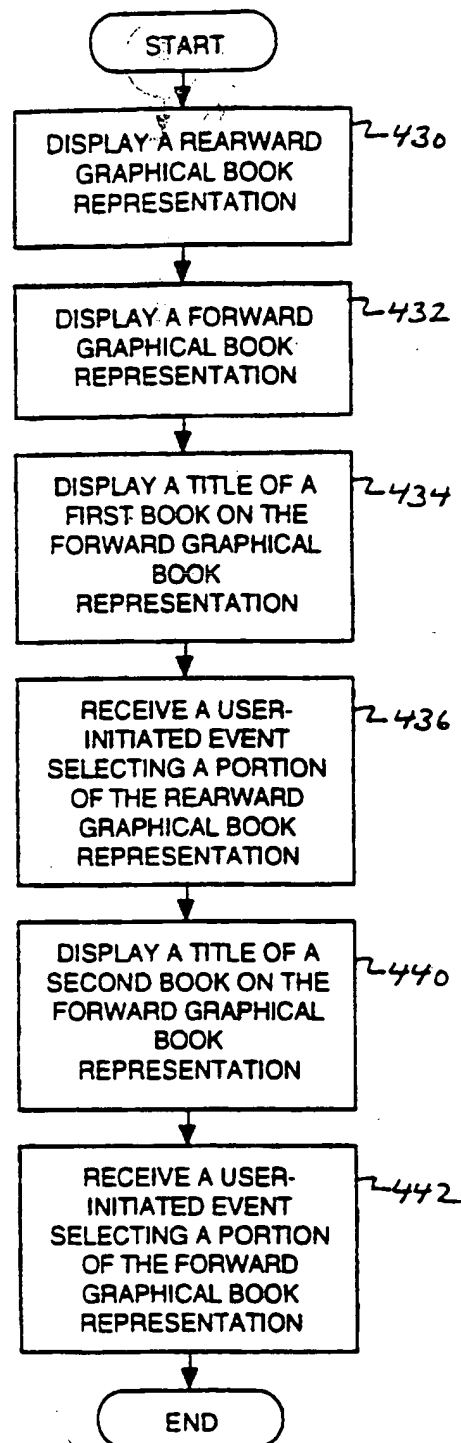 START
DISPLAY A REARWARD
GRAPHICAL BOOK
REPRESENTATION
430
DISPLAY A FORWARD
GRAPHICAL BOOK
REPRESENTATION
432
DISPLAY A TITLE OF A
FIRST BOOK ON THE
FORWARD GRAPHICAL
BOOK
REPRESENTATION
434
RECEIVE A USER-
INITIATED EVENT
SELECTING A PORTION
OF THE REARWARD
GRAPHICAL BOOK
REPRESENTATION
436
DISPLAY A TITLE OF A
SECOND BOOK ON THE
FORWARD GRAPHICAL
BOOK
REPRESENTATION
440
RECEIVE A USER-
INITIATED EVENT
SELECTING A PORTION
OF THE FORWARD
GRAPHICAL BOOK
REPRESENTATION
442
END